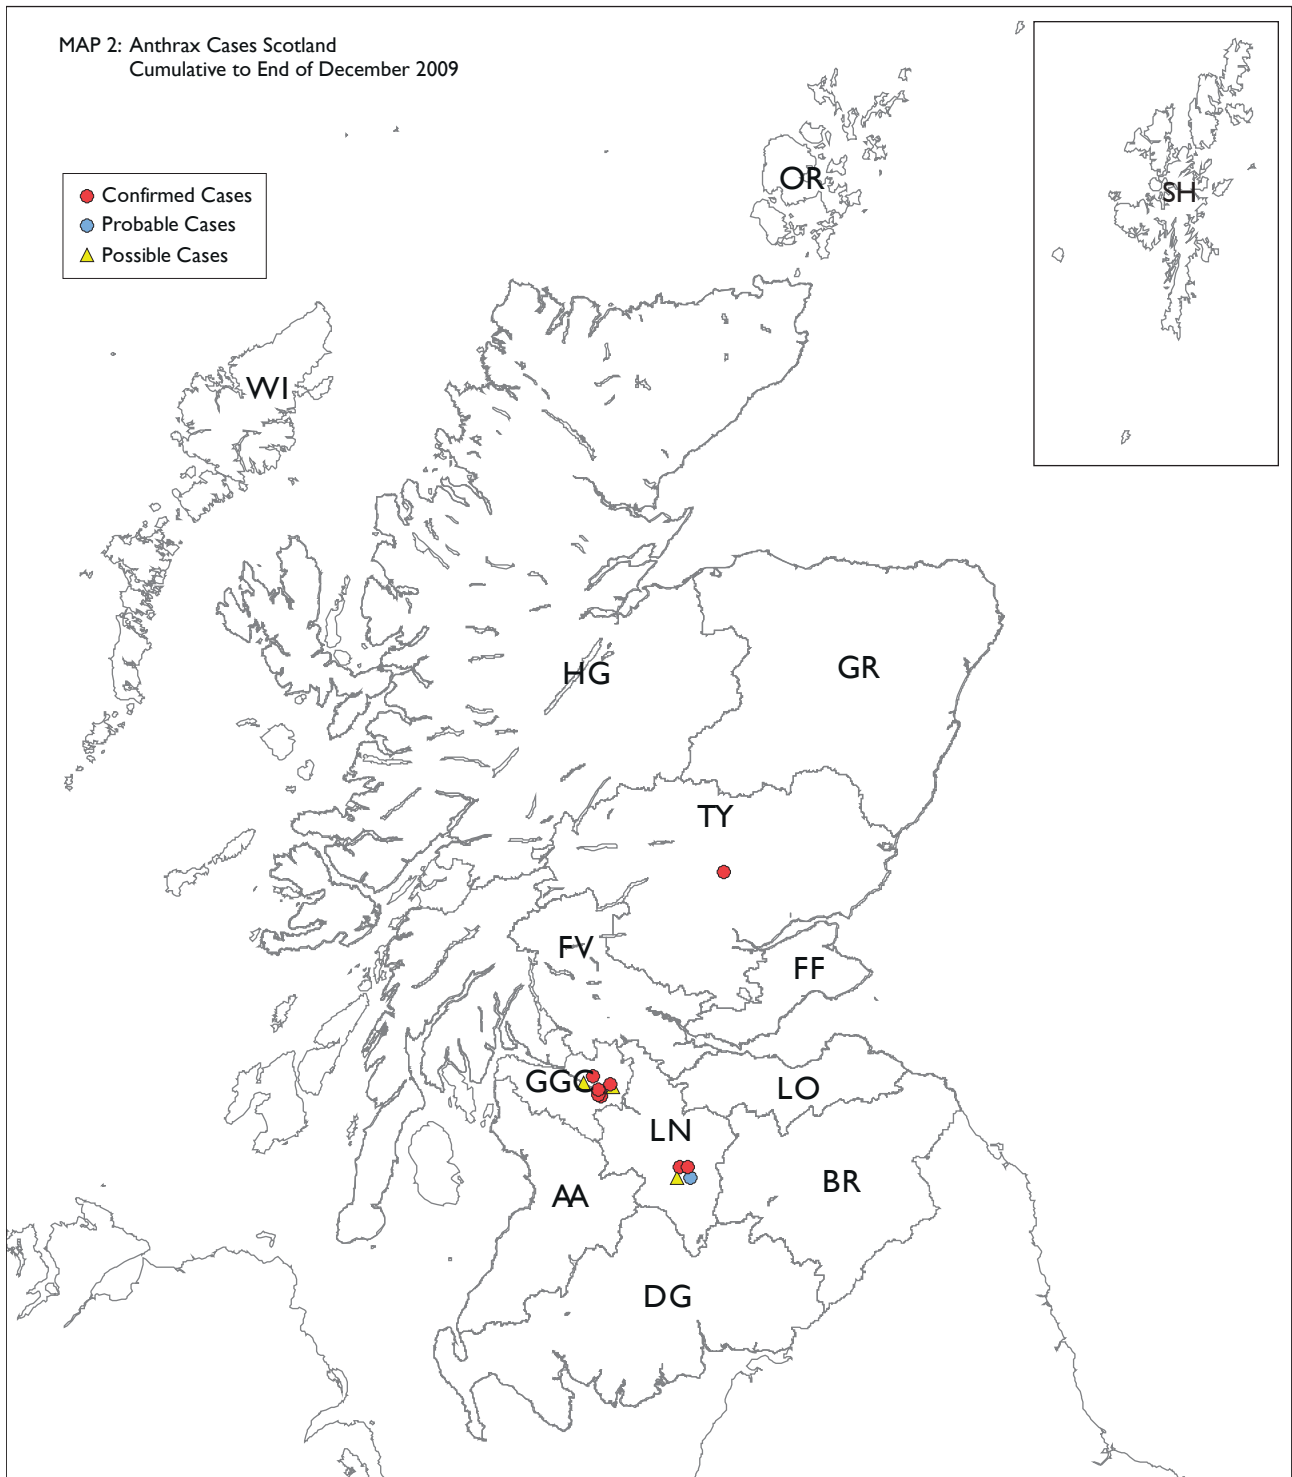 MAP 2: Anthrax Cases Scotland
Cumulative to End of December 2009
Confirmed Cases
Probable Cases
Possible Cases
OR
SH
WI
HG
GR
TY
FV
FF
GGC
LO
LN
BR
AA
DG